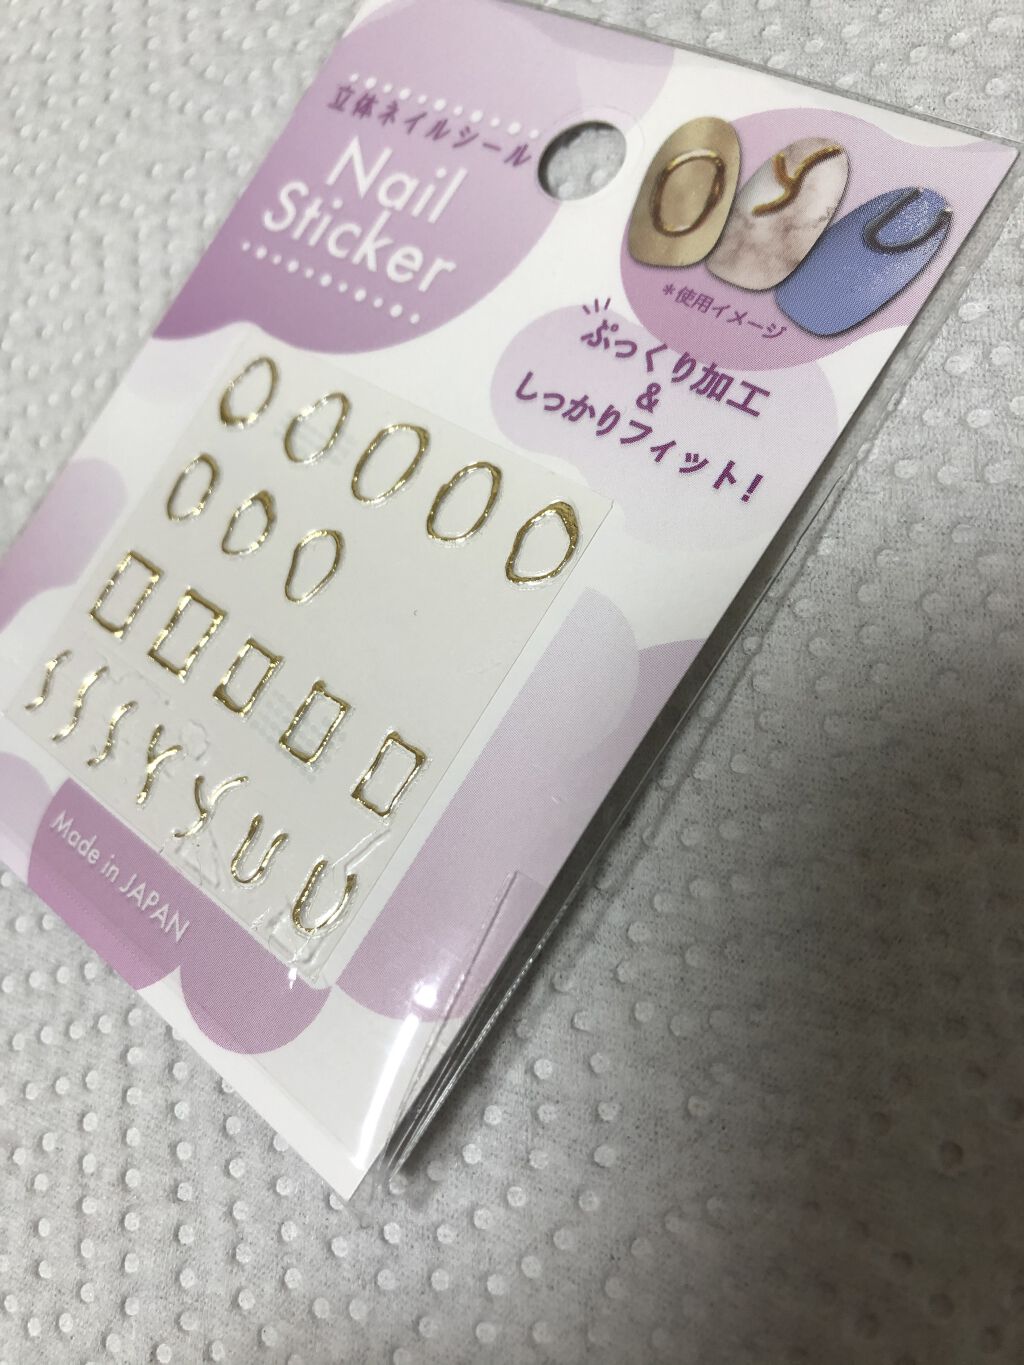 立体ネイルシール
Nail
Sticker
*使用イメージ
ぷっくり加工
&
しっかりフィット!
Made in JAPAN